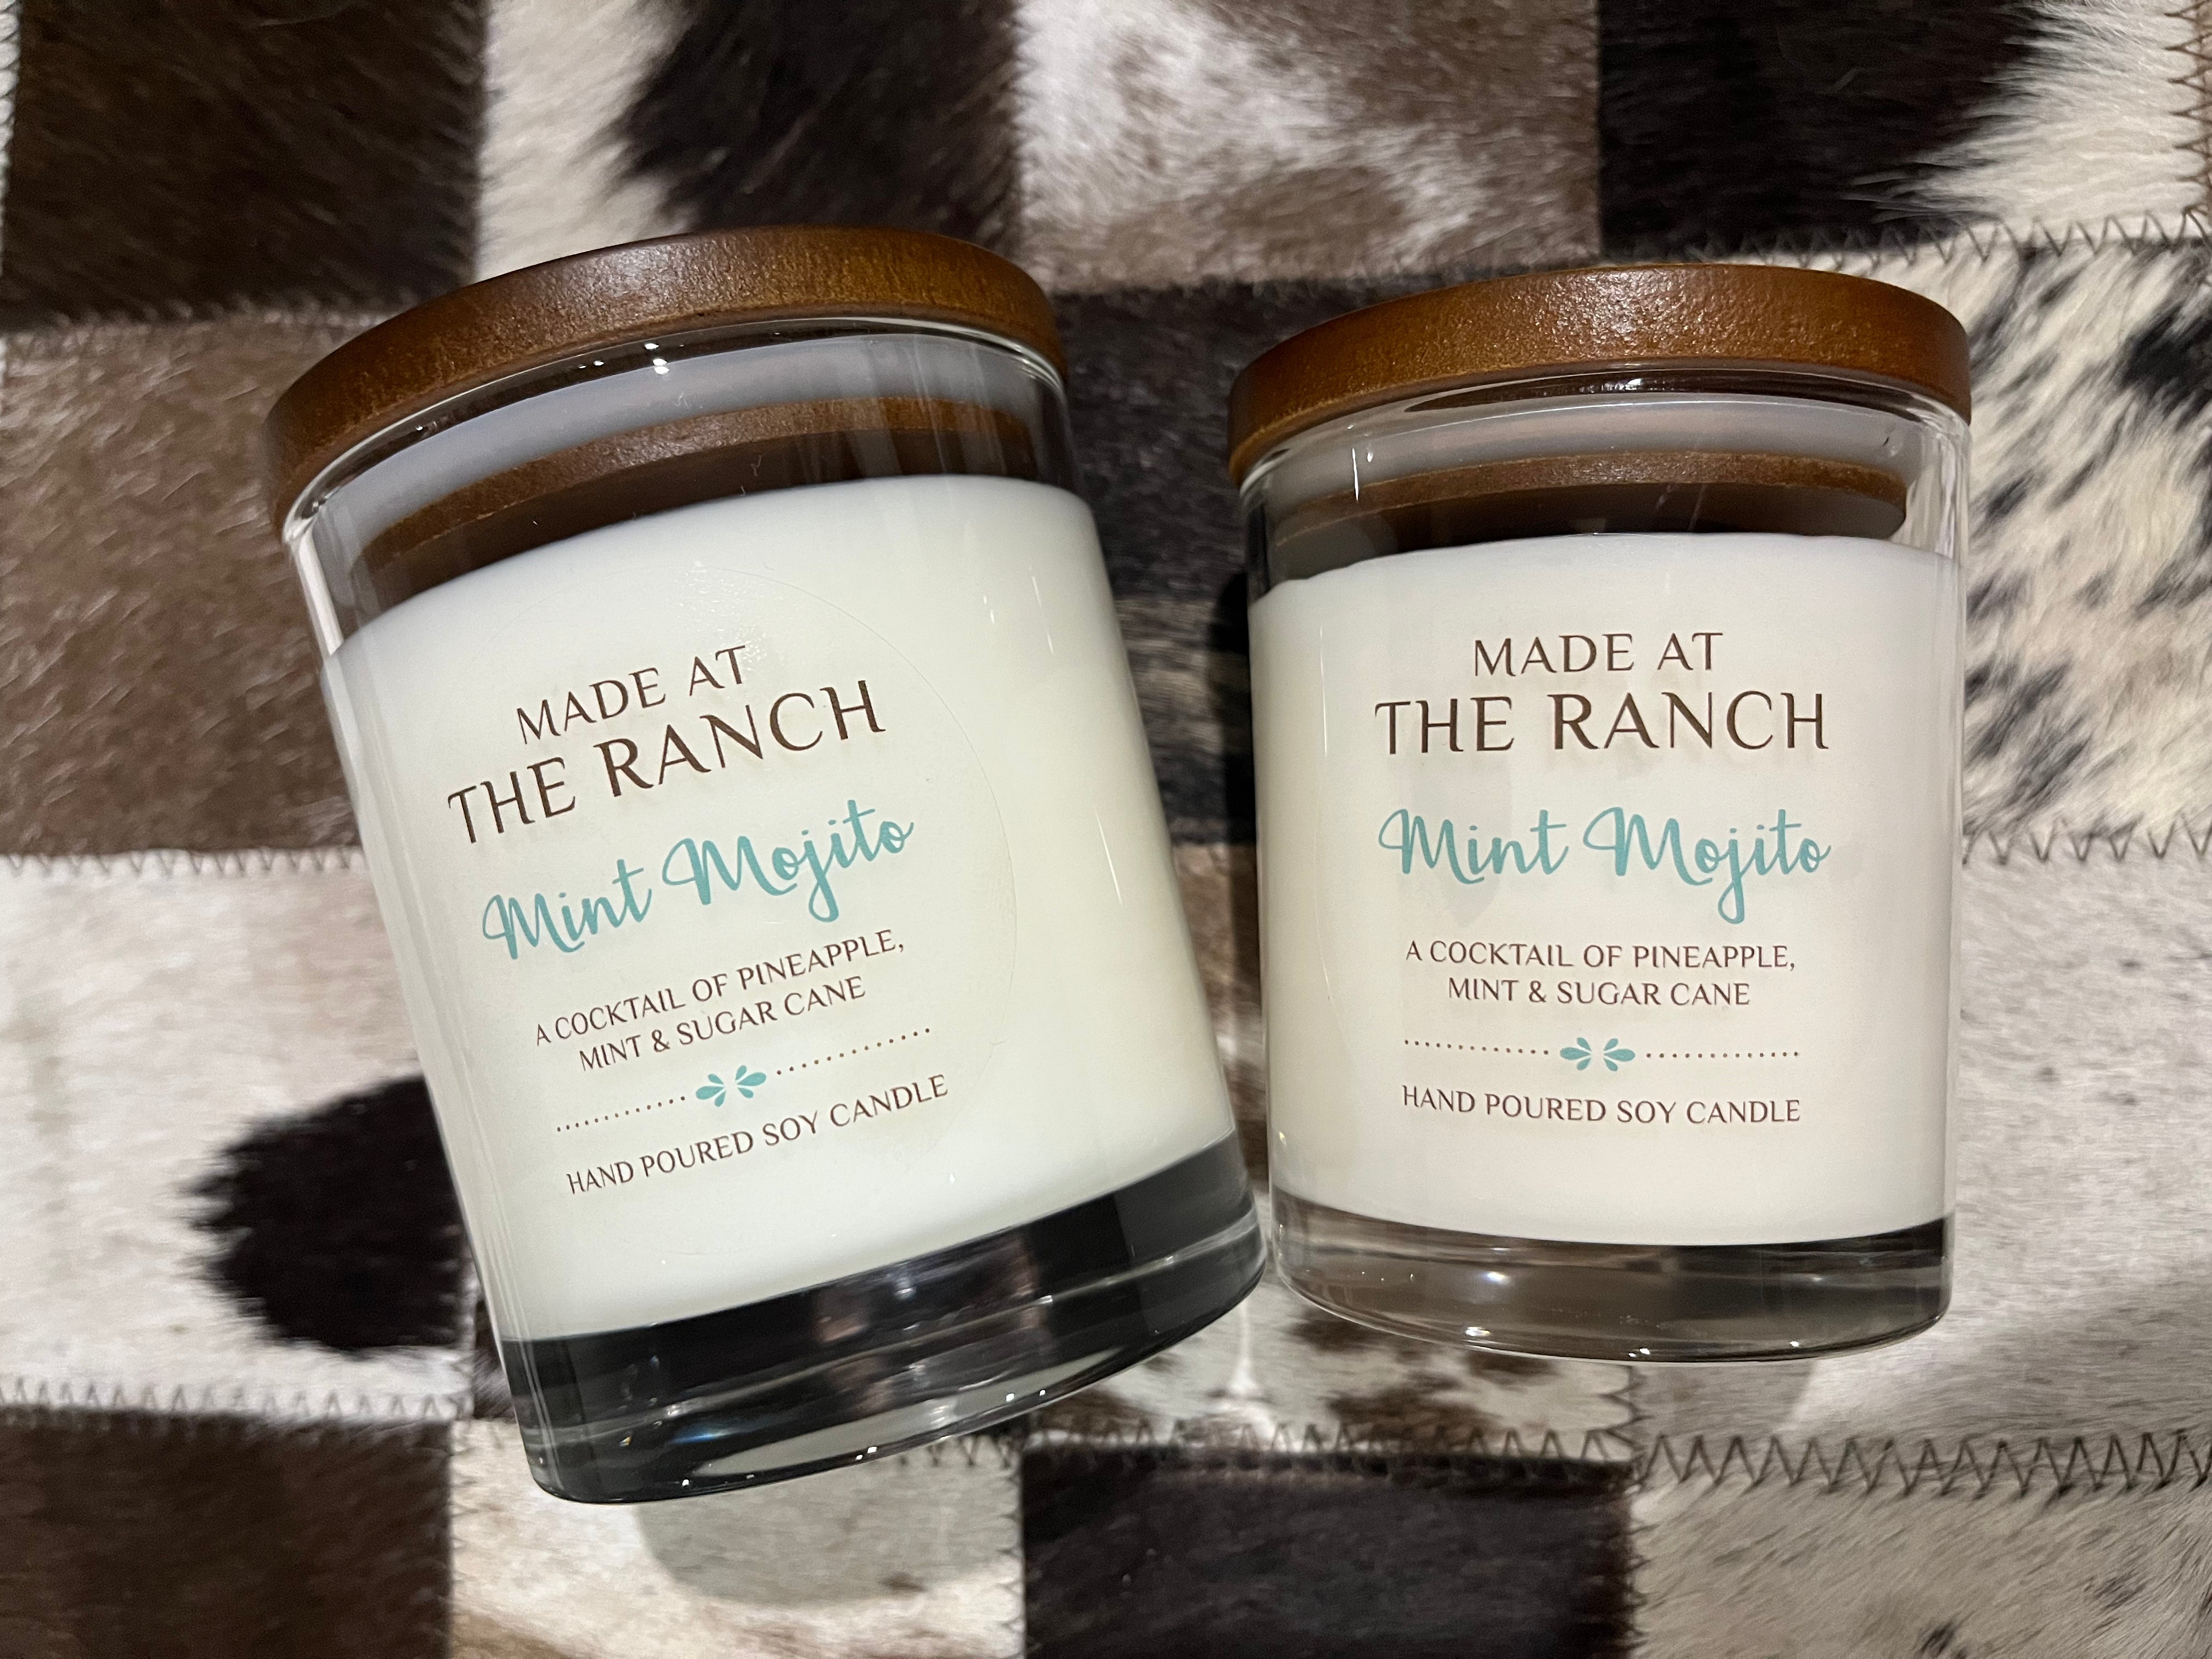 MADE AT
THE RANCH
Mint Mojito
A COCKTAIL OF PINEAPPLE,
MINT & SUGAR CANE
HAND POURED SOY CANDLE
MADE AT
THE RANCH
Mint Mojito
A COCKTAIL OF PINEAPPLE,
MINT & SUGAR CANE
HAND POURED SOY CANDLE